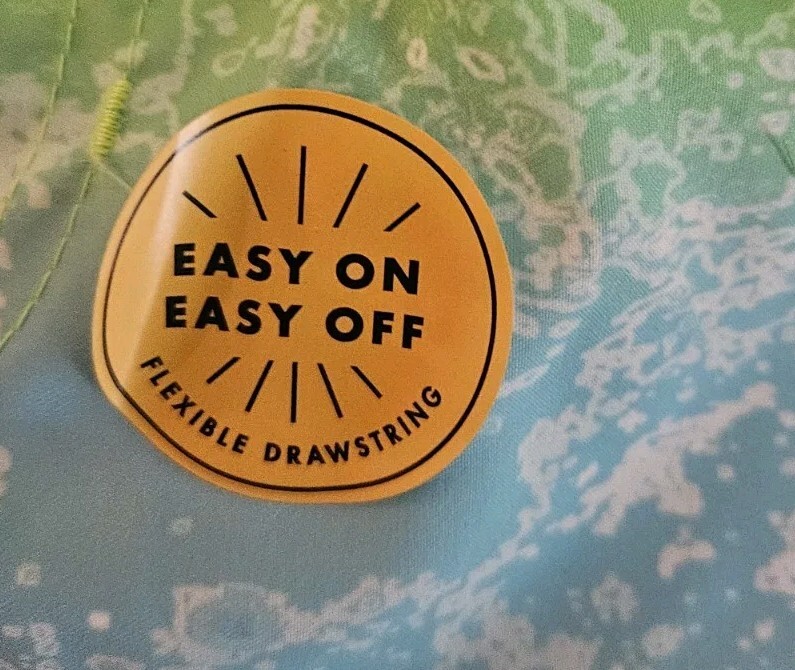 EASY ON
EASY OFF
FLEXIBLE DRAWSTRING